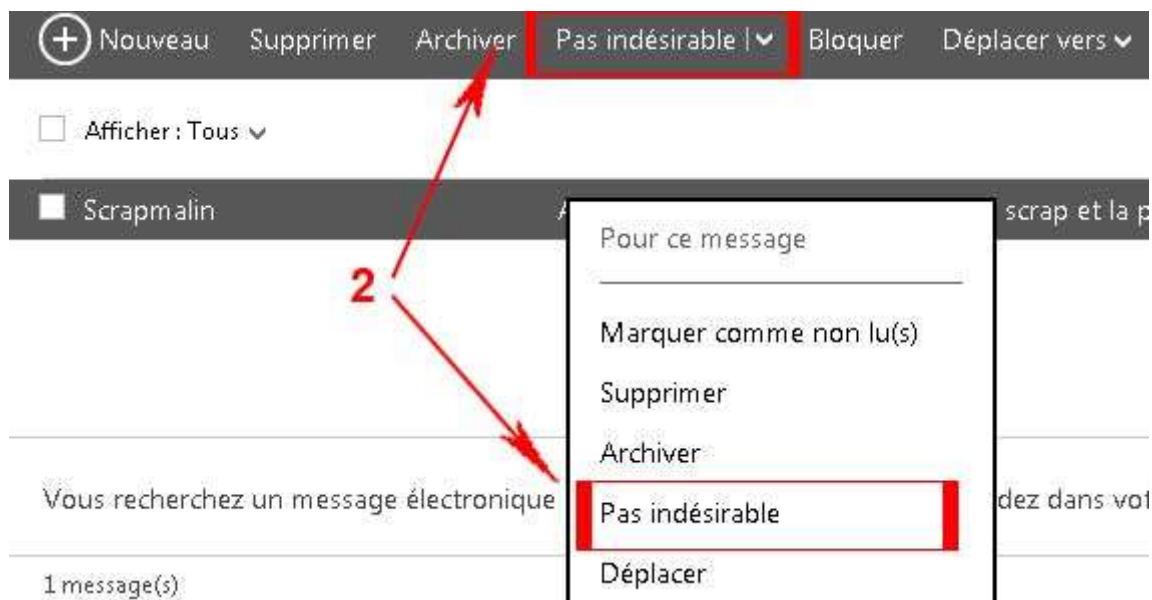 Nouveau Supprimer Archiver Pas indésirable Bloquer Déplacer vers
Afficher : Tous
Scrapmalin scrap et la p
Pour ce message
2
Marquer comme non lu(s)
Supprimer
Archiver
Vous recherchez un message électronique dez dans vot
Pas indésirable
Déplacer
1 message(s)